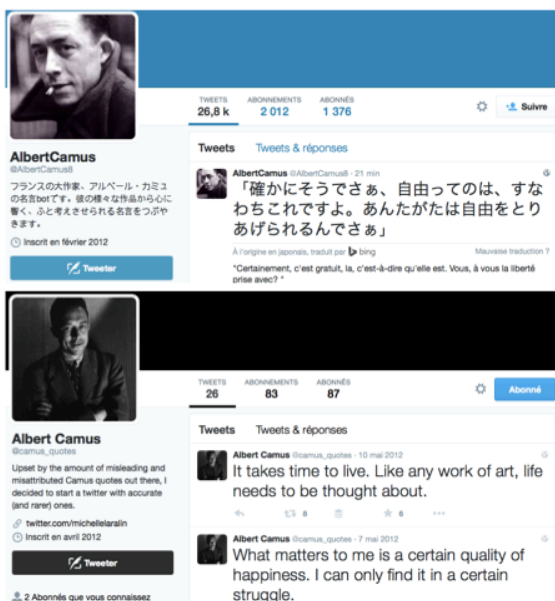 TWEETS ABONNEMENTS ABONNÉS
26,8 k 2 012 1 376
Suivre
AlbertCamus
@AlbertCamus8
フランスの大作家、アルベール・カミュ
の名言botです。彼の様々な作品から心に
響く、ふと考えさせられる名言をつぶや
きます。
Inscrit en février 2012
Tweeter
Tweets Tweets & réponses
AlbertCamus @AlbertCamus8 · 21 min
「確かにそうでさぁ、自由ってのは、すな
わちこれですよ。あんたがたは自由をとり
あげられるんでさぁ」
À l'origine en japonais, traduit par bing Mauvaise traduction ?
"Certainement, c'est gratuit, la, c'est-à-dire qu'elle est. Vous, à vous la liberté
prise avec? "
TWEETS ABONNEMENTS ABONNÉS
26 83 87
Abonné
Albert Camus
@camus_quotes
Upset by the amount of misleading and
misattributed Camus quotes out there, I
decided to start a twitter with accurate
(and rarer) ones.
twitter.com/michellelaralin
Inscrit en avril 2012
Tweeter
2 Abonnés que vous connaissez
Tweets Tweets & réponses
Albert Camus @camus_quotes · 10 mai 2012
It takes time to live. Like any work of art, life
needs to be thought about.
8 6
Albert Camus @camus_quotes · 7 mai 2012
What matters to me is a certain quality of
happiness. I can only find it in a certain
struggle.